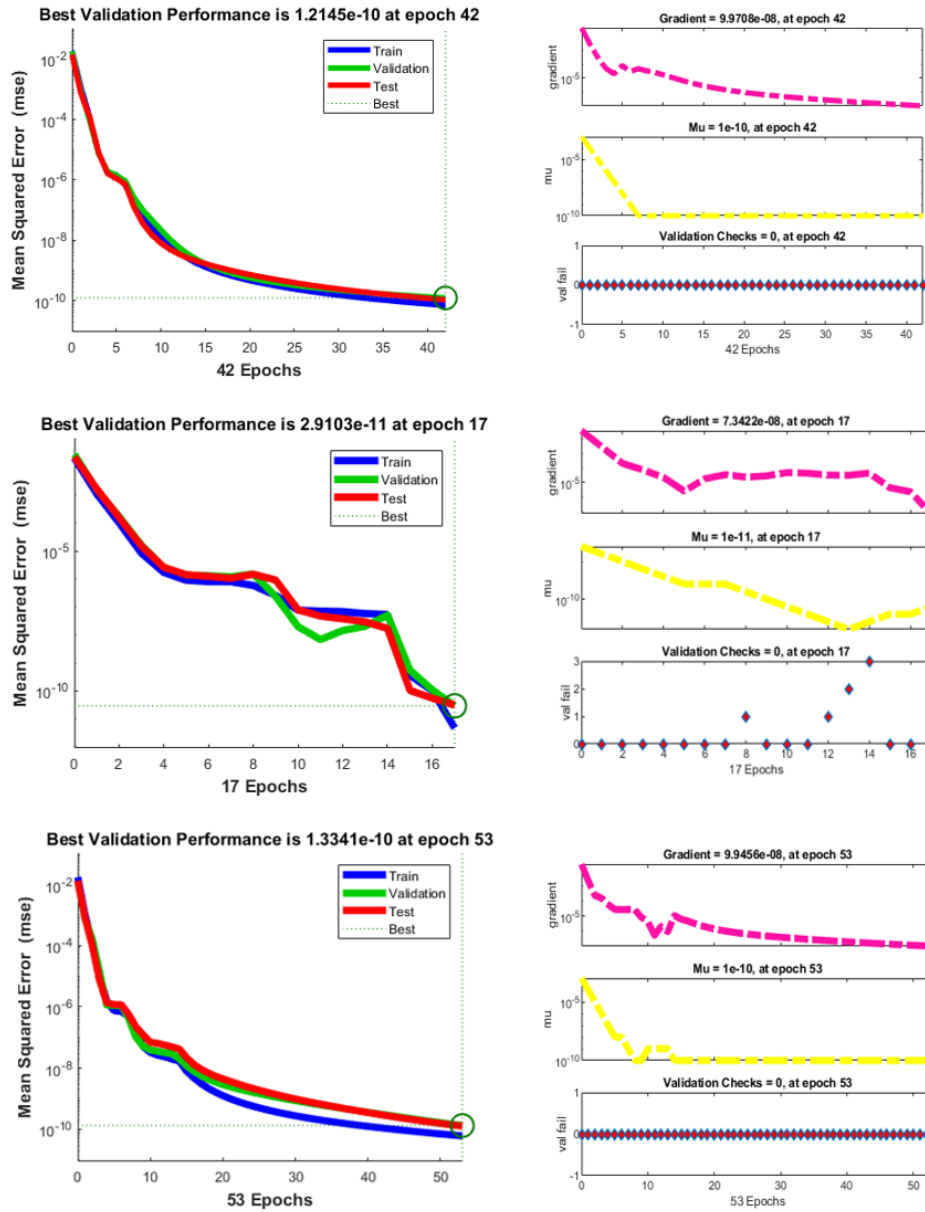 Best Validation Performance is 1.2145e-10 at epoch 42
Mean Squared Error (mse)
10-2
10-4
10-6
10-8
10-10
Train
Validation
Test
Best
0 5 10 15 20 25 30 35 40
42 Epochs
Gradient = 9.9708e-08, at epoch 42
gradient
10-5
Mu = 1e-10, at epoch 42
mu
10-5
10-10
Validation Checks = 0, at epoch 42
val fail
1
0
-1
0 5 10 15 20 25 30 35 40
42 Epochs
Best Validation Performance is 2.9103e-11 at epoch 17
Mean Squared Error (mse)
10-5
10-10
Train
Validation
Test
Best
0 2 4 6 8 10 12 14 16
17 Epochs
Gradient = 7.3422e-08, at epoch 17
gradient
10-5
Mu = 1e-11, at epoch 17
mu
10-10
Validation Checks = 0, at epoch 17
val fail
3
2
1
0
0 2 4 6 8 10 12 14 16
17 Epochs
Best Validation Performance is 1.3341e-10 at epoch 53
Mean Squared Error (mse)
10-2
10-4
10-6
10-8
10-10
Train
Validation
Test
Best
0 10 20 30 40 50
53 Epochs
Gradient = 9.9456e-08, at epoch 53
gradient
10-5
Mu = 1e-10, at epoch 53
mu
10-5
10-10
Validation Checks = 0, at epoch 53
val fail
1
0
-1
0 10 20 30 40 50
53 Epochs